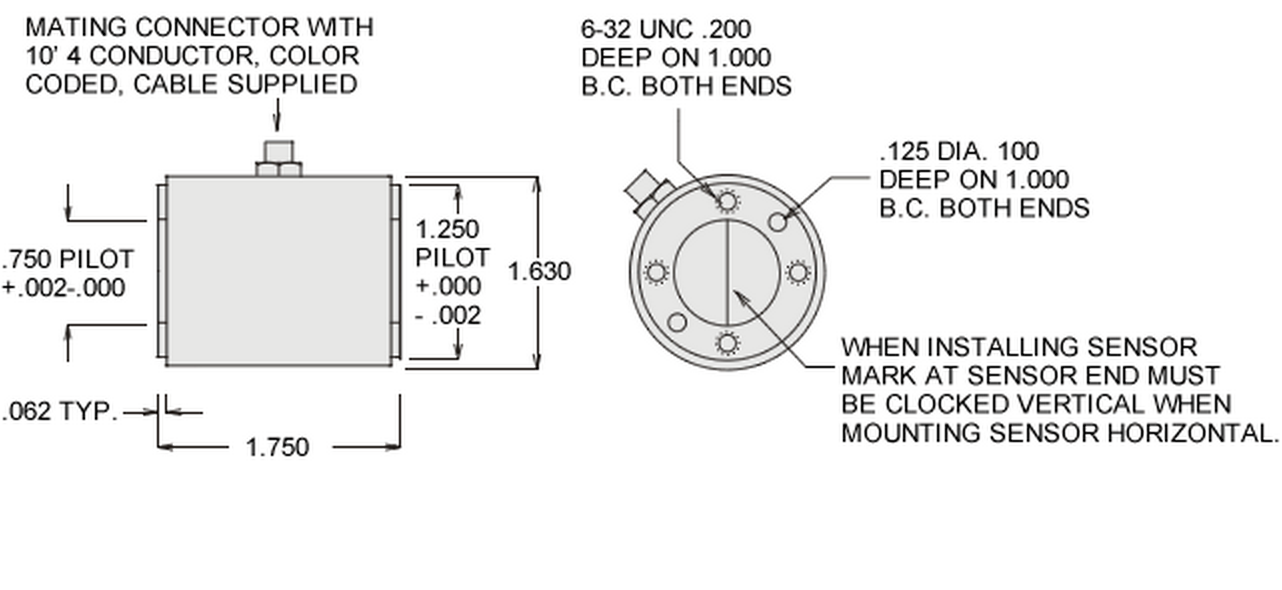 MATING CONNECTOR WITH
10' 4 CONDUCTOR, COLOR
CODED, CABLE SUPPLIED
6-32 UNC .200
DEEP ON 1.000
B.C. BOTH ENDS
.125 DIA. 100
DEEP ON 1.000
B.C. BOTH ENDS
.750 PILOT
+.002-.000
1.250
PILOT
+.000
- .002
1.630
WHEN INSTALLING SENSOR
MARK AT SENSOR END MUST
BE CLOCKED VERTICAL WHEN
MOUNTING SENSOR HORIZONTAL.
.062 TYP.
1.750